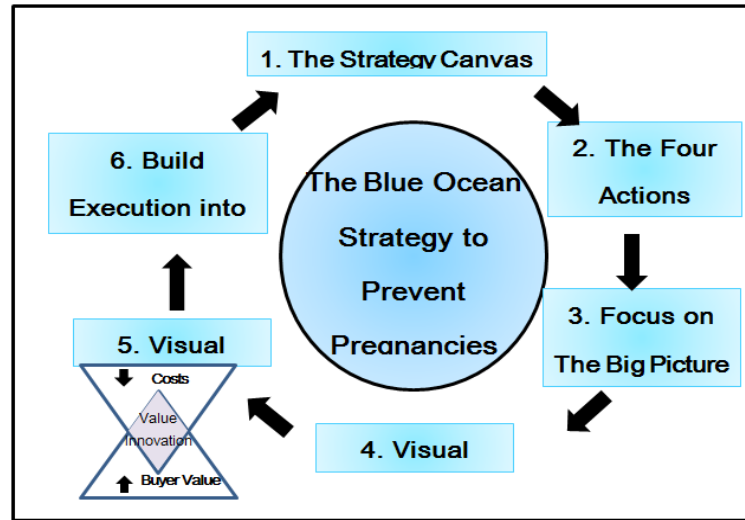 1. The Strategy Canvas
2. The Four
Actions
3. Focus on
The Big Picture
4. Visual
5. Visual
6. Build
Execution into
The Blue Ocean
Strategy to
Prevent
Pregnancies
Costs
Value
Innovation
Buyer Value